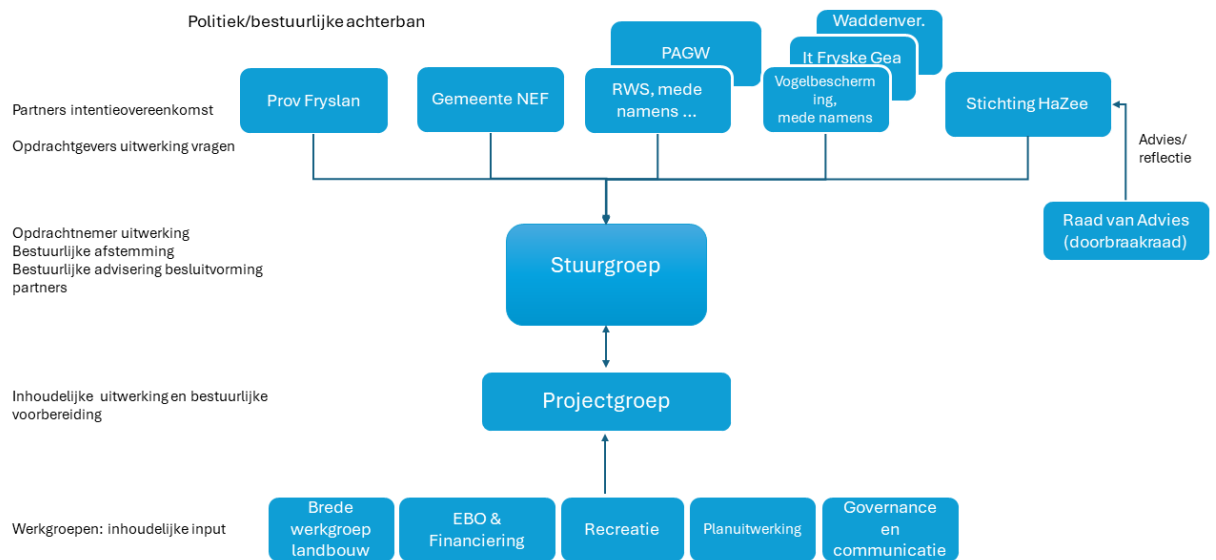 Politiek/bestuurlijke achterban
Waddenver.
PAGW
It Fryske Gea
Prov Fryslan
Gemeente NEF
RWS, mede
namens ...
Vogelbescherm
ing,
mede namens
Stichting HaZee
Partners intentieovereenkomst
Opdrachtgevers uitwerking vragen
Advies/
reflectie
Raad van Advies
(doorbraakraad)
Opdrachtnemer uitwerking
Bestuurlijke afstemming
Bestuurlijke advisering besluitvorming
partners
Stuurgroep
Inhoudelijke uitwerking en bestuurlijke
voorbereiding
Projectgroep
Werkgroepen: inhoudelijke input
Brede
werkgroep
landbouw
EBO &
Financiering
Recreatie
Planuitwerking
Governance
en
communicatie